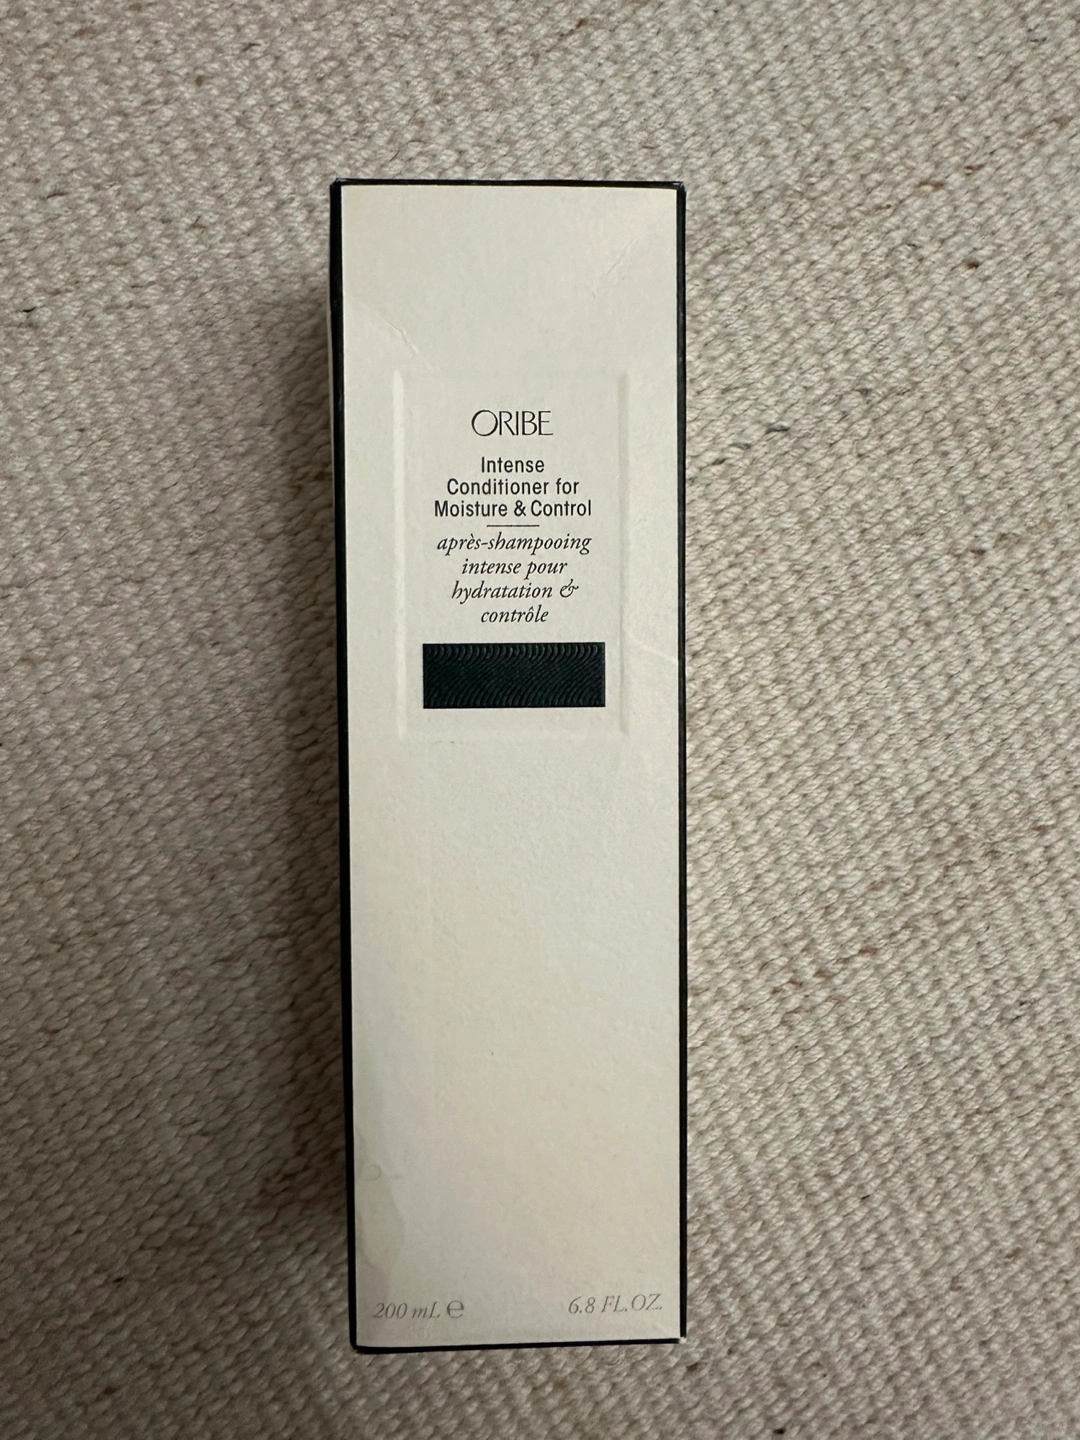 ORIBE
Intense
Conditioner for
Moisture & Control
après-shampooing
intense pour
hydratation &
contrôle
200 mL ℮
6.8 FL.OZ.